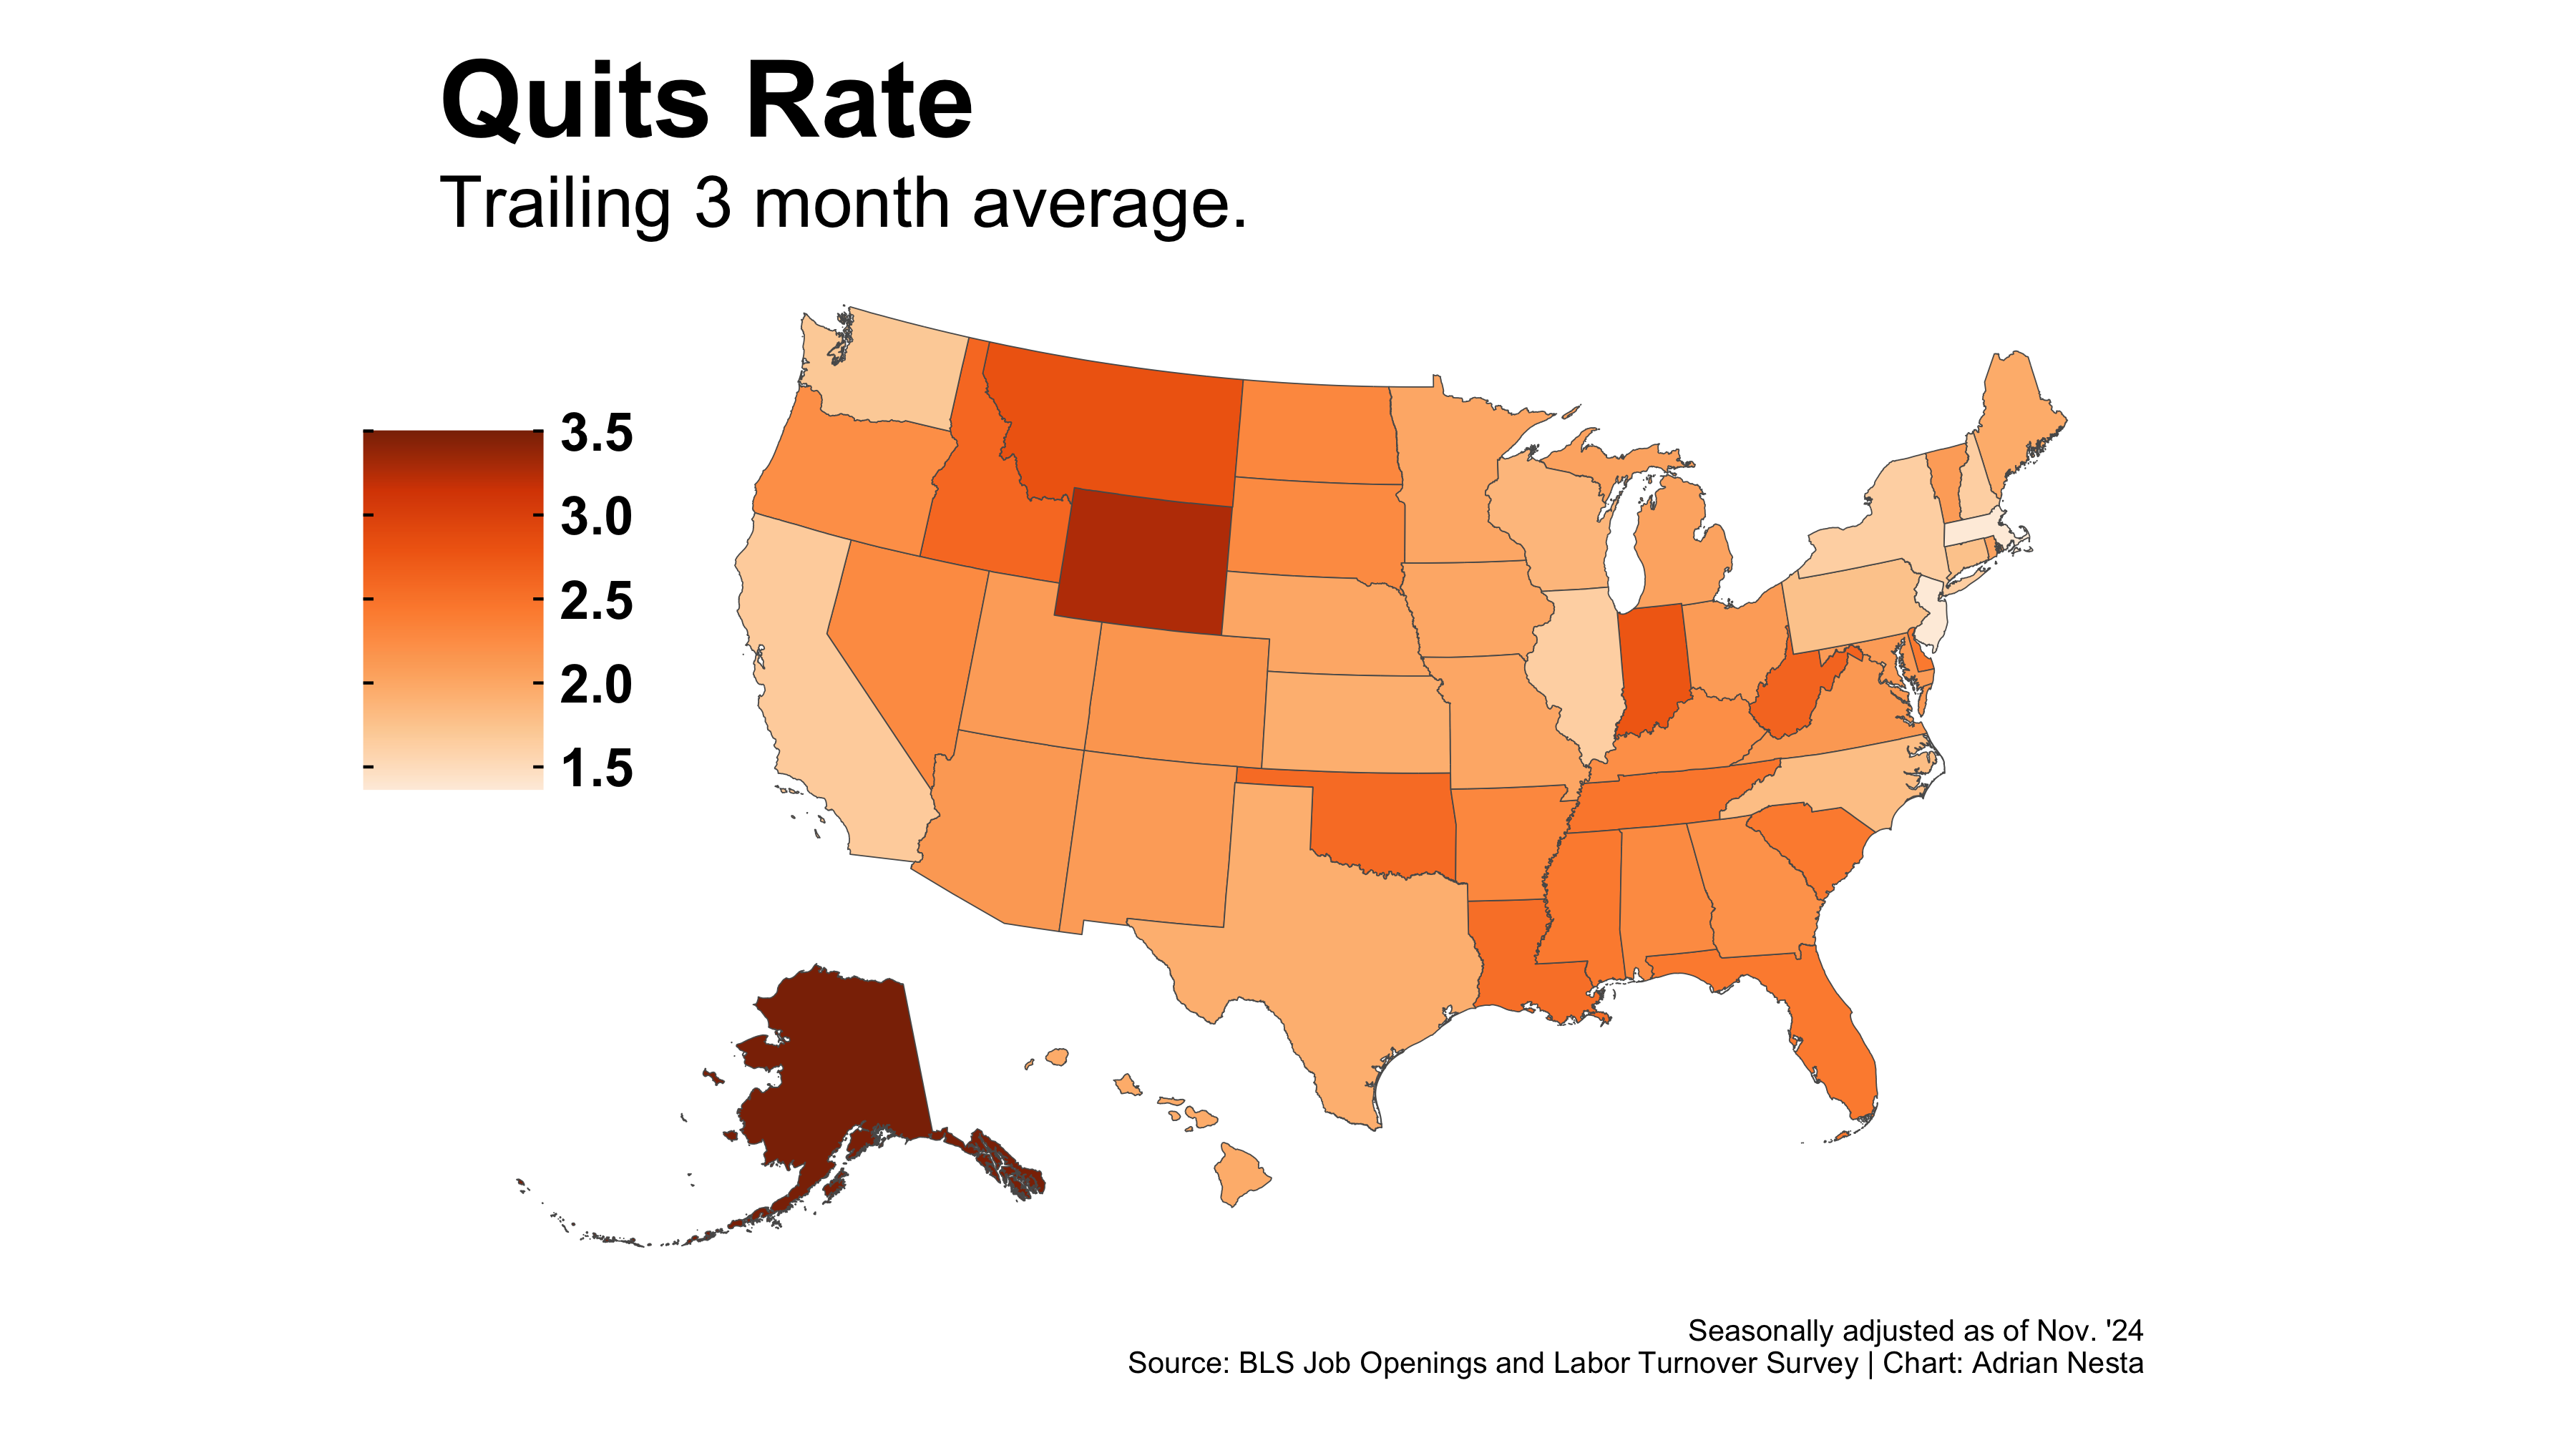 Quits Rate
Trailing 3 month average.
3.5
3.0
2.5
2.0
1.5
Seasonally adjusted as of Nov. '24
Source: BLS Job Openings and Labor Turnover Survey | Chart: Adrian Nesta